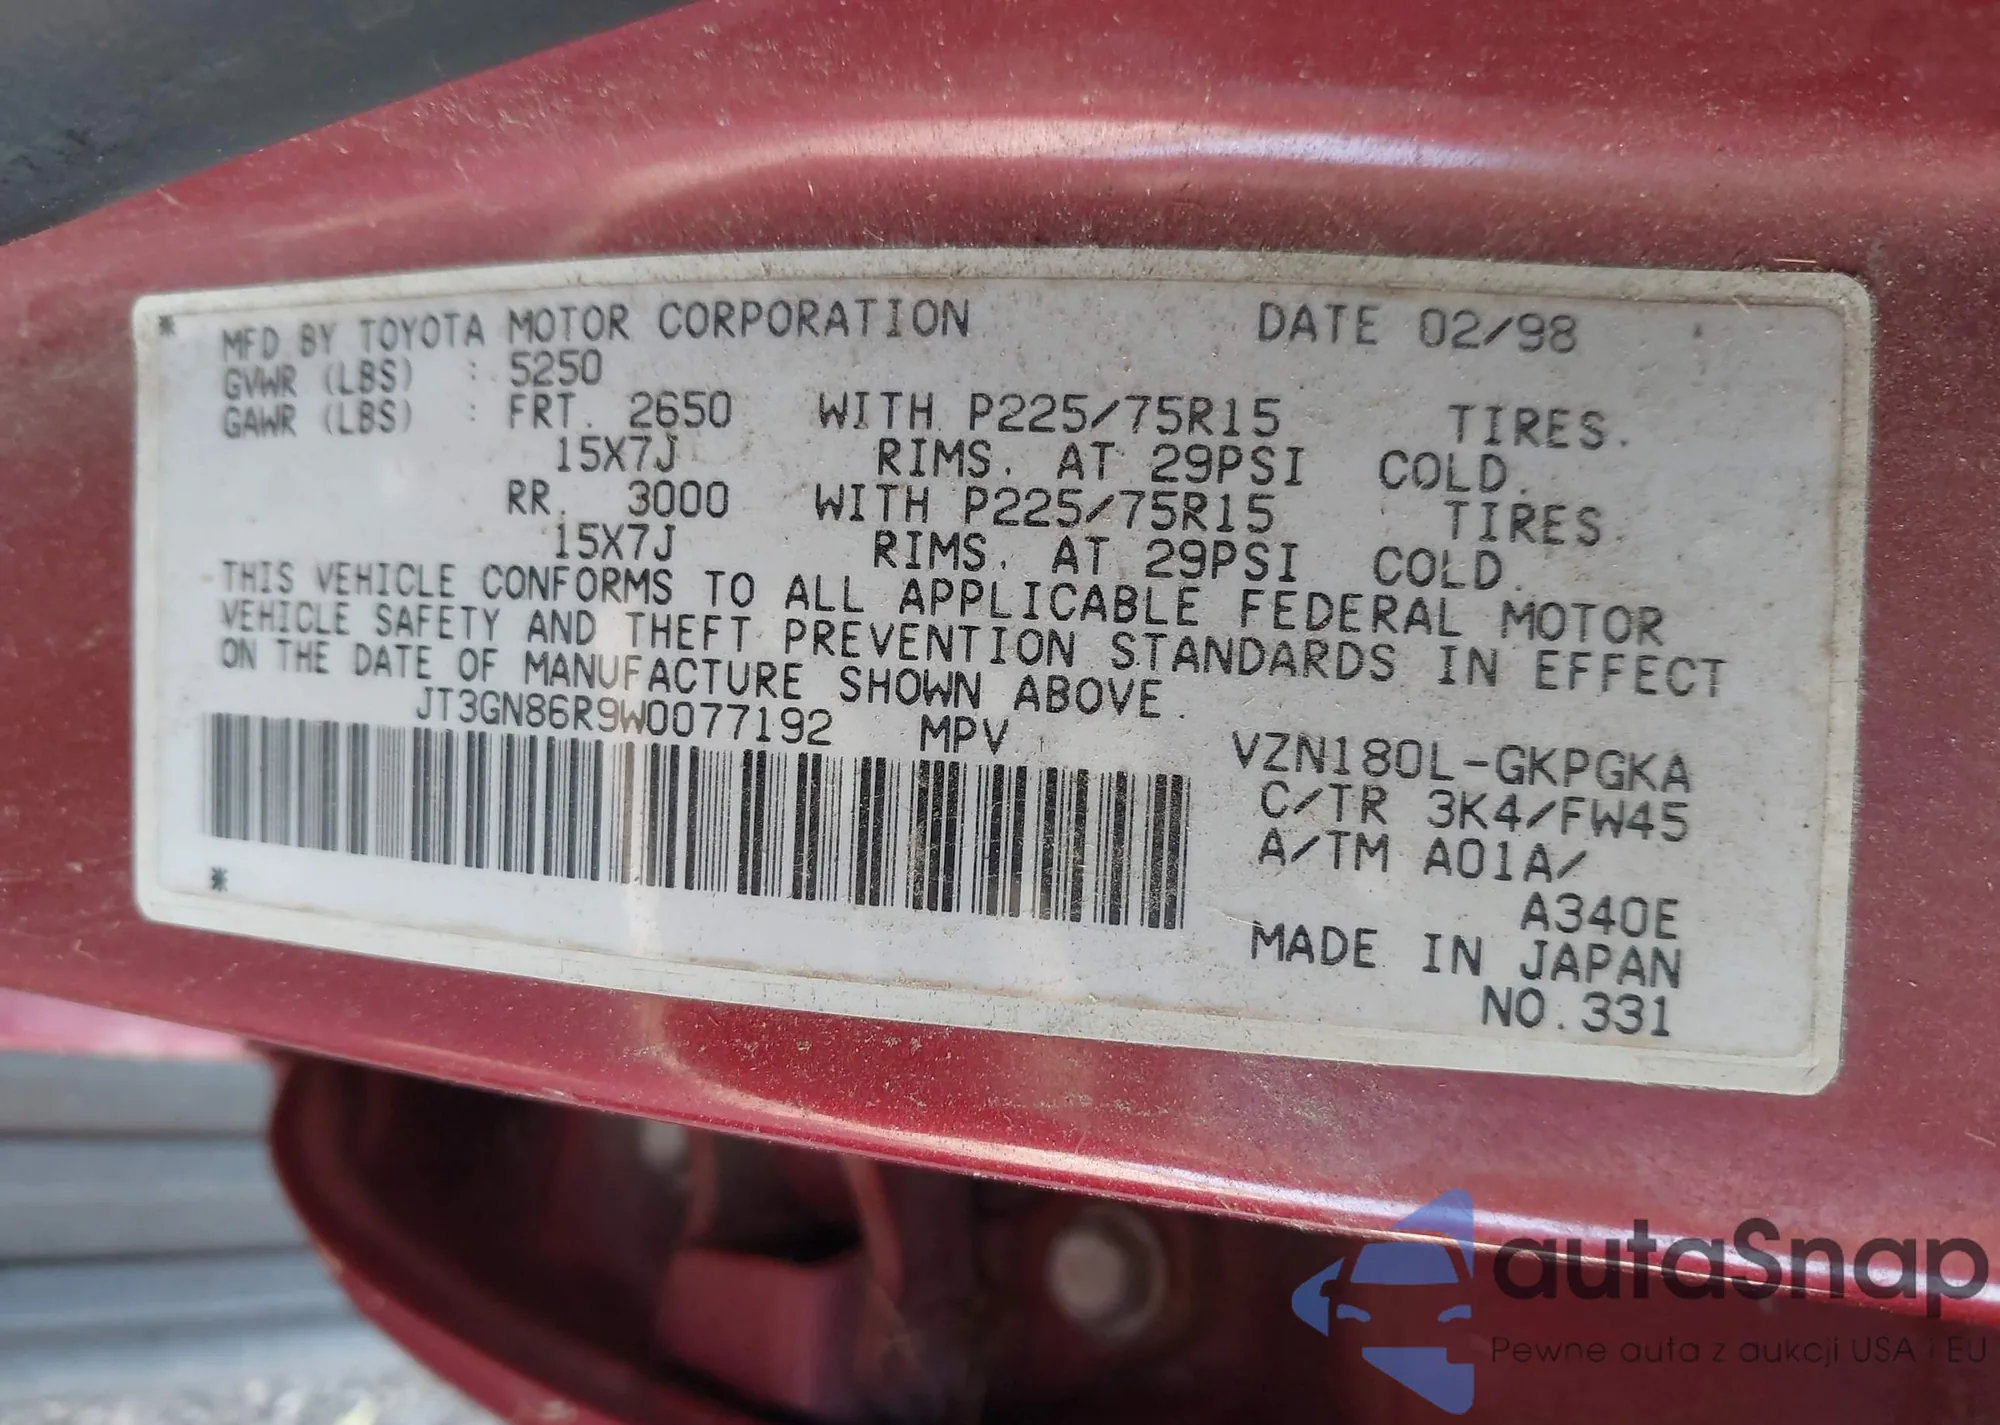 * MFD BY TOYOTA MOTOR CORPORATION DATE 02/98
GVWR (LBS) : 5250
GAWR (LBS) : FRT. 2650 WITH P225/75R15 TIRES.
15X7J RIMS. AT 29PSI COLD.
RR. 3000 WITH P225/75R15 TIRES.
15X7J RIMS. AT 29PSI COLD.
THIS VEHICLE CONFORMS TO ALL APPLICABLE FEDERAL MOTOR
VEHICLE SAFETY AND THEFT PREVENTION STANDARDS IN EFFECT
ON THE DATE OF MANUFACTURE SHOWN ABOVE.
JT3GN86R9W0077192 MPV
VZN180L-GKPGKA
C/TR 3K4/FW45
A/TM A01A/
A340E
*
MADE IN JAPAN
NO.331
autaSnap
Pewne auta z aukcji USA i EU